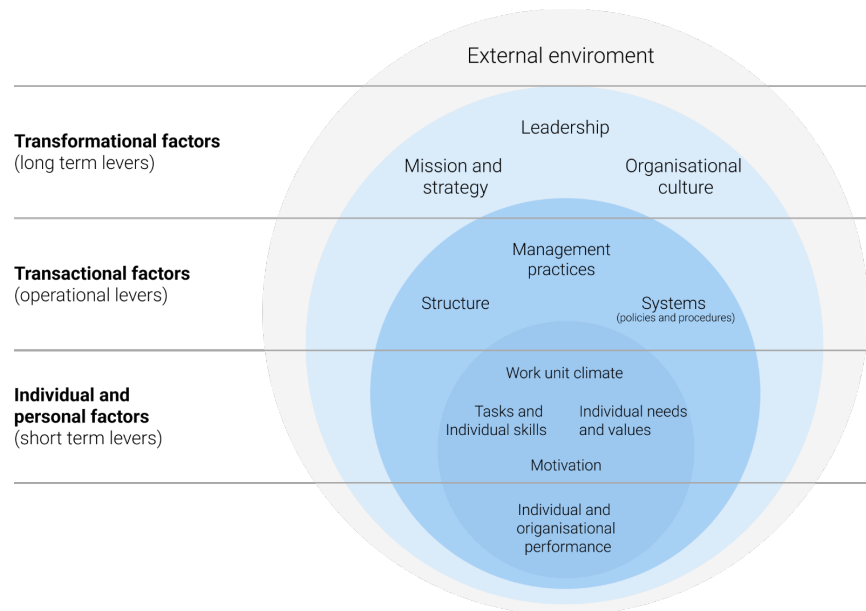 External enviroment
Transformational factors
(long term levers)
Leadership
Mission and
strategy
Organisational
culture
Transactional factors
(operational levers)
Management
practices
Structure
Systems
(policies and procedures)
Individual and
personal factors
(short term levers)
Work unit climate
Tasks and
Individual skills
Individual needs
and values
Motivation
Individual and
origanisational
performance